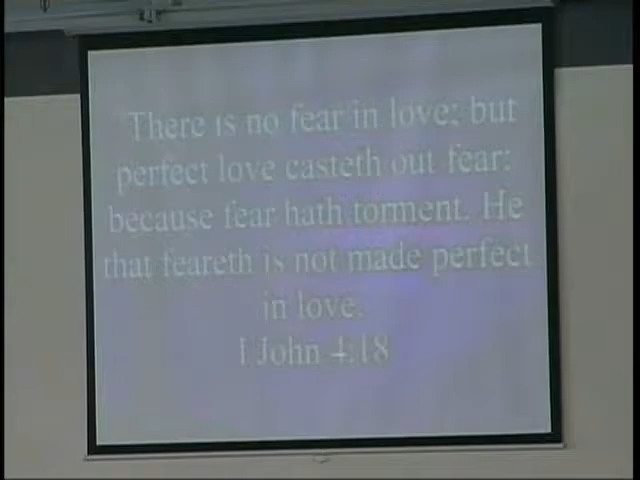 There is no fear in love; but
perfect love casteth out fear:
because fear hath torment. He
that feareth is not made perfect
in love.
I John 4:18